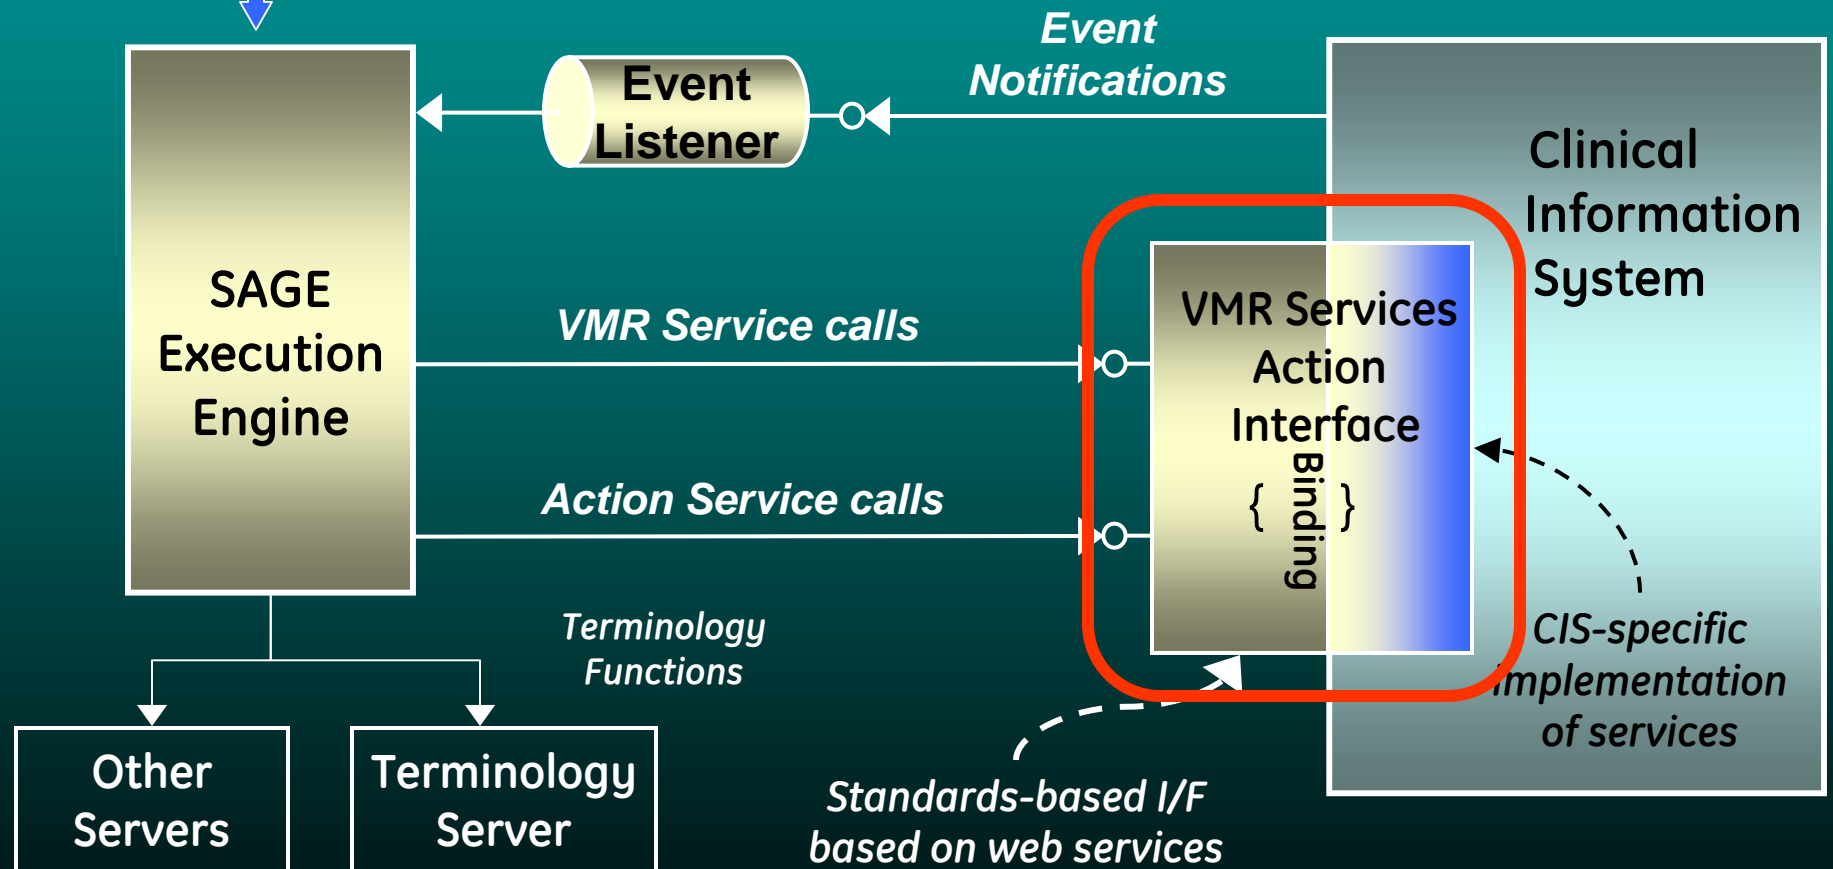 Event
Notifications
Event
Listener
Clinical
Information
System
SAGE
Execution
Engine
VMR Service calls
VMR Services
Action
Interface
{ Binding }
Action Service calls
Terminology
Functions
CIS-specific
implementation
of services
Other
Servers
Terminology
Server
Standards-based I/F
based on web services